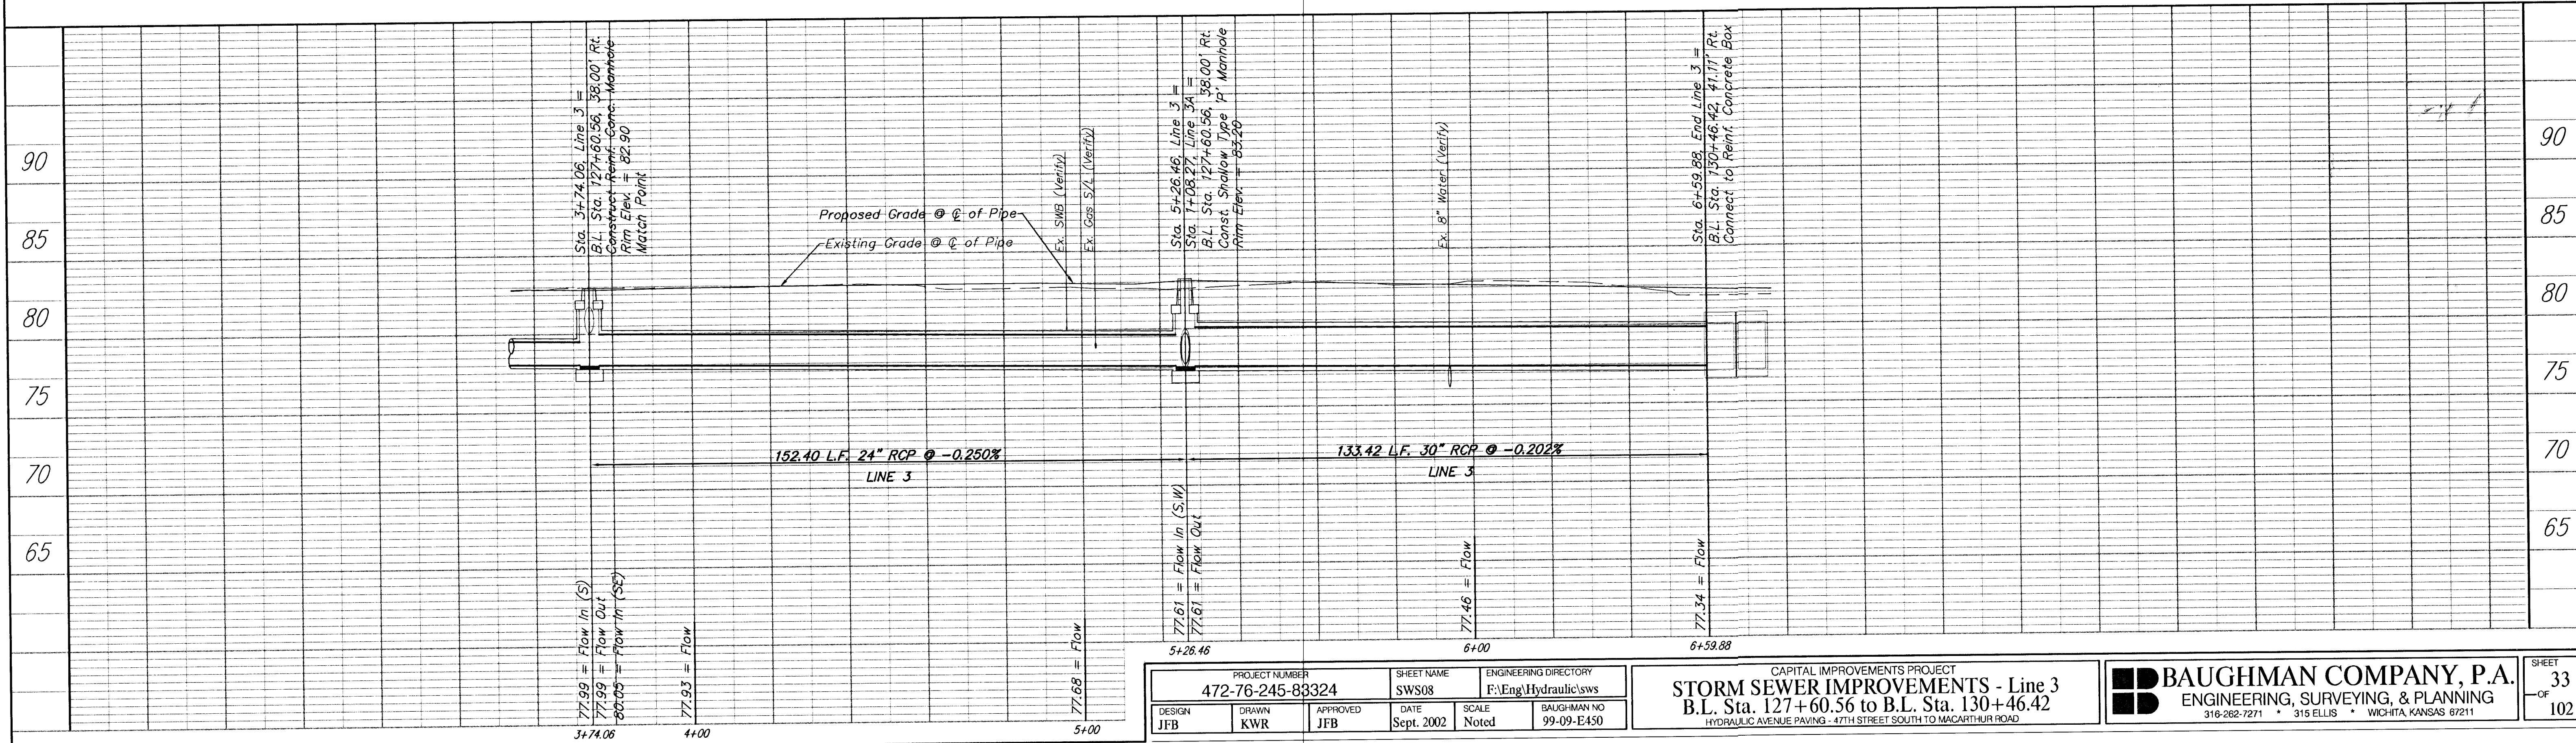 90
85
80
75
70
65
Sta. 3+74.06, Line 3 =
B.L. Sta. 127+60.56, 38.00' Rt.
Construct Reinf. Conc. Manhole
Rim Elev. = 82.90
Match Point
Proposed Grade @ ℄ of Pipe
Existing Grade @ ℄ of Pipe
Ex. SWB (Verify)
Ex. Gas S/L (Verify)
Sta. 5+26.46, Line 3 =
Sta. 1+08.27, Line 3A =
B.L. Sta. 127+60.56, 38.00' Rt.
Const. Shallow Type 'P' Manhole
Rim Elev. = 83.20
Ex. 8" Water (Verify)
Sta. 6+59.88, End Line 3 =
B.L. Sta. 130+46.42, 41.11' Rt.
Connect to Reinf. Concrete Box
90
85
80
75
70
65
152.40 L.F. 24" RCP @ -0.250%
LINE 3
133.42 L.F. 30" RCP @ -0.202%
LINE 3
77.99 = Flow In (S)
77.99 = Flow Out
80.05 = Flow In (SE)
77.93 = Flow
77.68 = Flow
77.61 = Flow In (S,W)
77.61 = Flow Out
77.46 = Flow
77.34 = Flow
3+74.06
4+00
5+00
5+26.46
6+00
6+59.88
PROJECT NUMBER
472-76-245-83324
SHEET NAME
SWS08
ENGINEERING DIRECTORY
F:\Eng\Hydraulic\sws
DESIGN
JFB
DRAWN
KWR
APPROVED
JFB
DATE
Sept. 2002
SCALE
Noted
BAUGHMAN NO
99-09-E450
CAPITAL IMPROVEMENTS PROJECT
STORM SEWER IMPROVEMENTS - Line 3
B.L. Sta. 127+60.56 to B.L. Sta. 130+46.42
HYDRAULIC AVENUE PAVING - 47TH STREET SOUTH TO MACARTHUR ROAD
BAUGHMAN COMPANY, P.A.
ENGINEERING, SURVEYING, & PLANNING
316-262-7271 * 315 ELLIS * WICHITA, KANSAS 67211
SHEET
33
OF
102